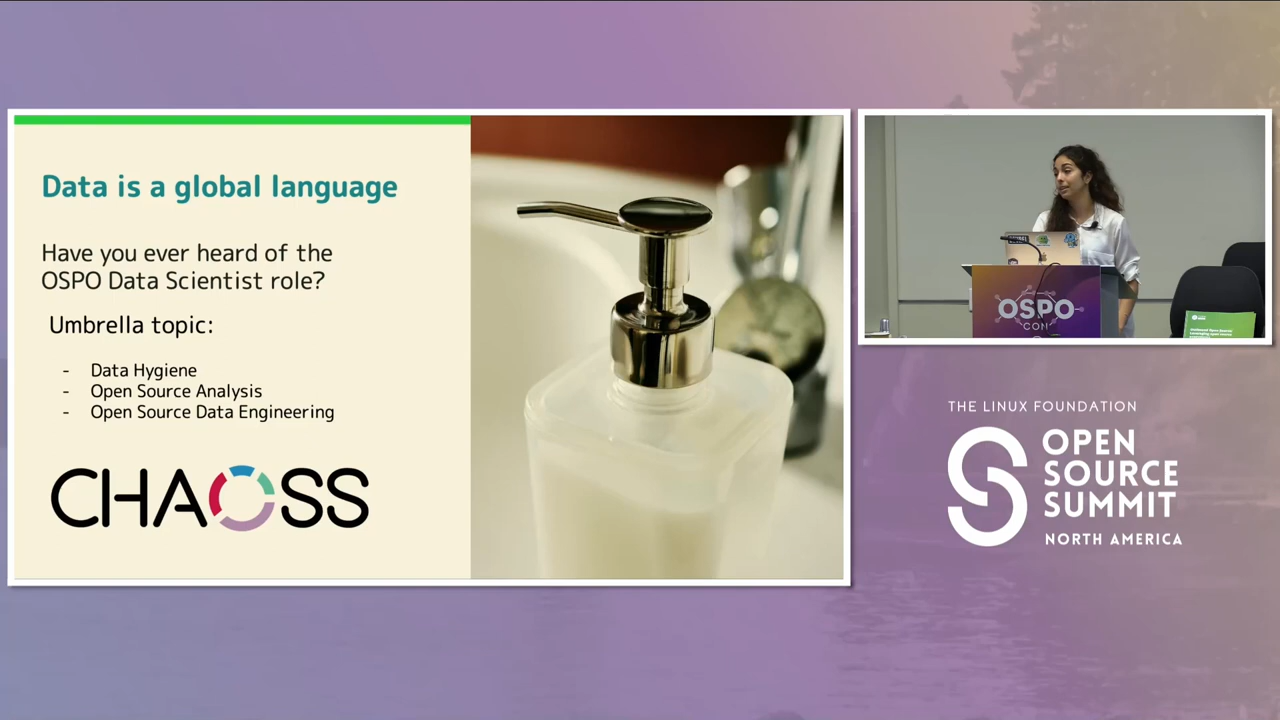 Data is a global language
Have you ever heard of the
OSPO Data Scientist role?
Umbrella topic:
- Data Hygiene
- Open Source Analysis
- Open Source Data Engineering
CHAOSS
OSPO
CON
THE LINUX FOUNDATION
OPEN
SOURCE
SUMMIT
NORTH AMERICA